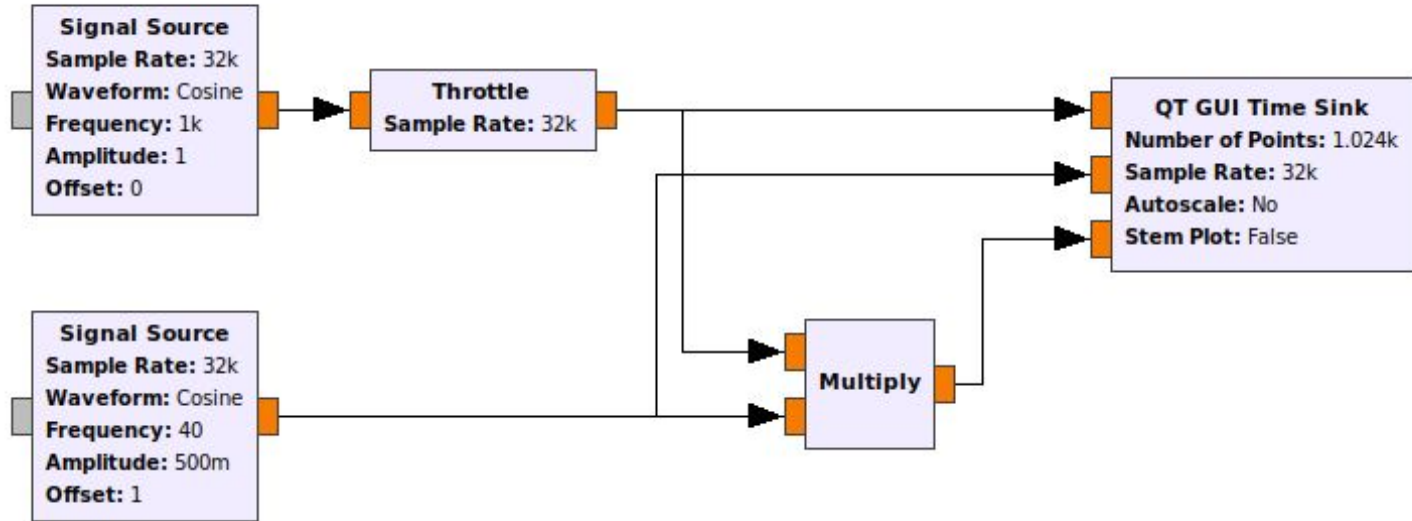 Signal Source
Sample Rate: 32k
Waveform: Cosine
Frequency: 1k
Amplitude: 1
Offset: 0
Throttle
Sample Rate: 32k
QT GUI Time Sink
Number of Points: 1.024k
Sample Rate: 32k
Autoscale: No
Stem Plot: False
Signal Source
Sample Rate: 32k
Waveform: Cosine
Frequency: 40
Amplitude: 500m
Offset: 1
Multiply